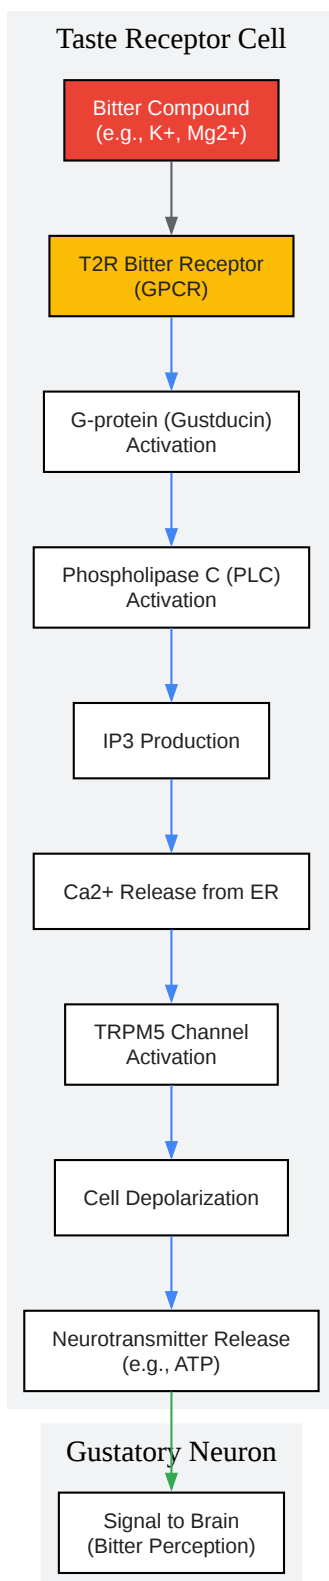 Taste Receptor Cell
Bitter Compound
(e.g., K+, Mg2+)
T2R Bitter Receptor
(GPCR)
G-protein (Gustducin)
Activation
Phospholipase C (PLC)
Activation
IP3 Production
Ca2+ Release from ER
TRPM5 Channel
Activation
Cell Depolarization
Neurotransmitter Release
(e.g., ATP)
Gustatory Neuron
Signal to Brain
(Bitter Perception)